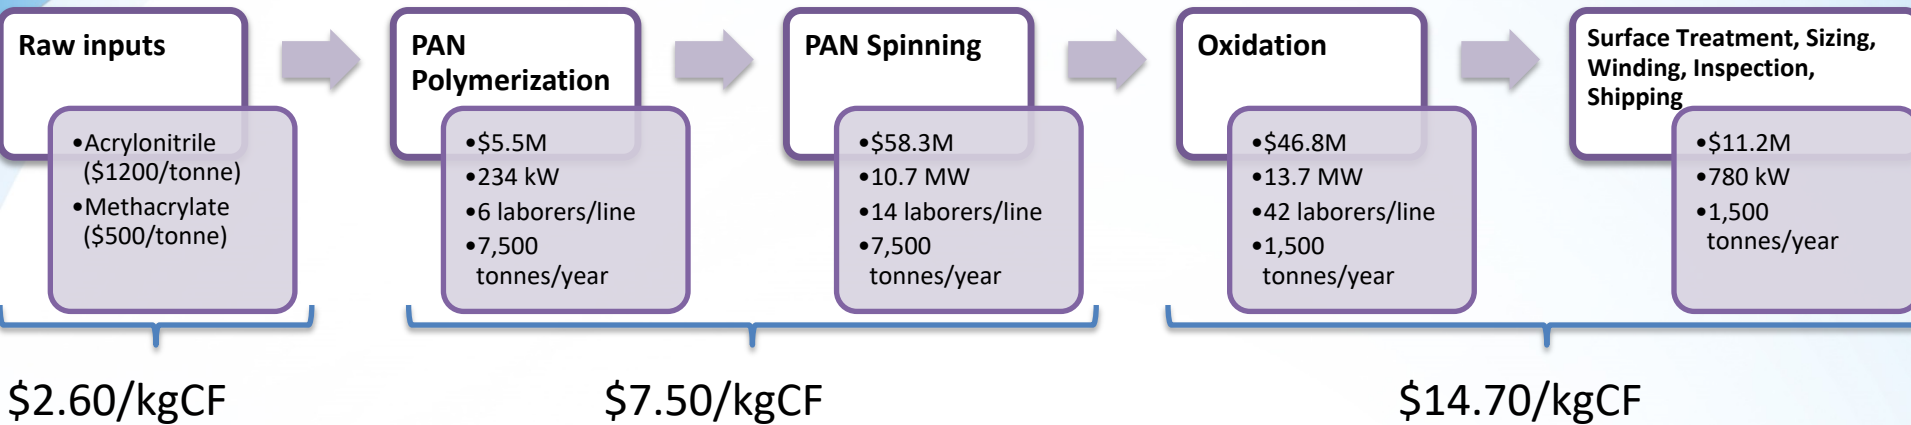 Raw inputs
•Acrylonitrile
($1200/tonne)
•Methacrylate
($500/tonne)
PAN
Polymerization
•$5.5M
•234 kW
•6 laborers/line
•7,500
tonnes/year
PAN Spinning
•$58.3M
•10.7 MW
•14 laborers/line
•7,500
tonnes/year
Oxidation
•$46.8M
•13.7 MW
•42 laborers/line
•1,500
tonnes/year
Surface Treatment, Sizing,
Winding, Inspection,
Shipping
•$11.2M
•780 kW
•1,500
tonnes/year
$2.60/kgCF
$7.50/kgCF
$14.70/kgCF